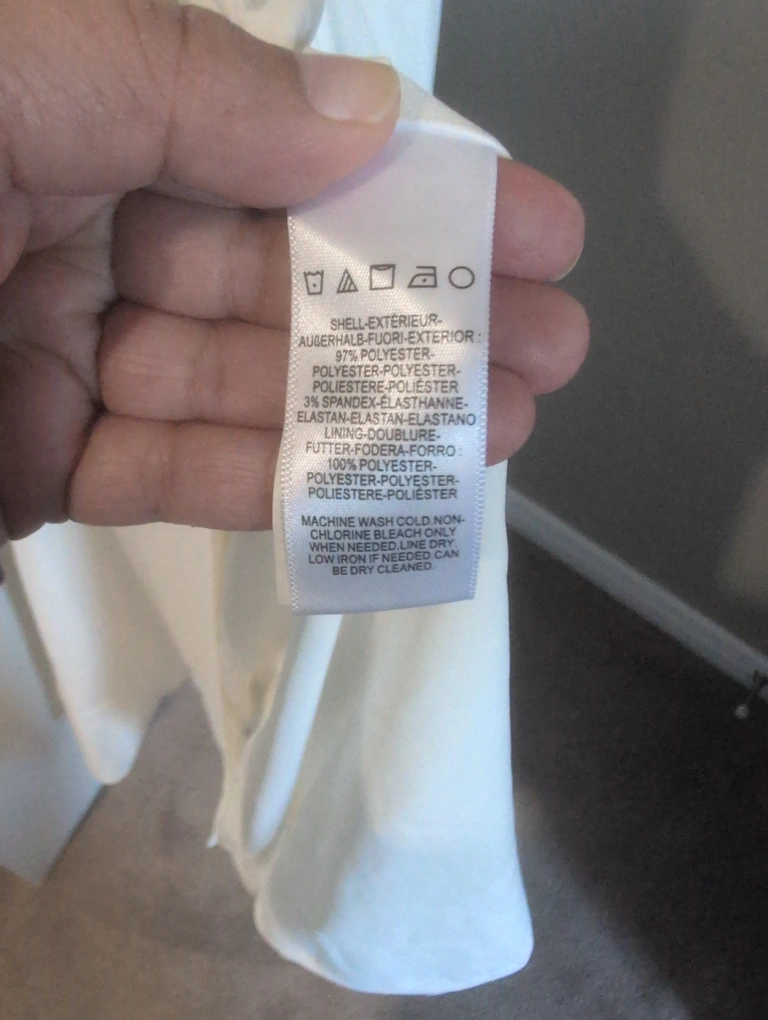 SHELL-EXTÉRIEUR-
AUßERHALB-FUORI-EXTERIOR :
97% POLYESTER-
POLYESTER-POLYESTER-
POLIESTERE-POLIÉSTER
3% SPANDEX-ÉLASTHANNE-
ELASTAN-ELASTAN-ELASTANO
LINING-DOUBLURE-
FUTTER-FODERA-FORRO :
100% POLYESTER-
POLYESTER-POLYESTER-
POLIESTERE-POLIÉSTER
MACHINE WASH COLD.NON-
CHLORINE BLEACH ONLY
WHEN NEEDED.LINE DRY.
LOW IRON IF NEEDED.CAN
BE DRY CLEANED.